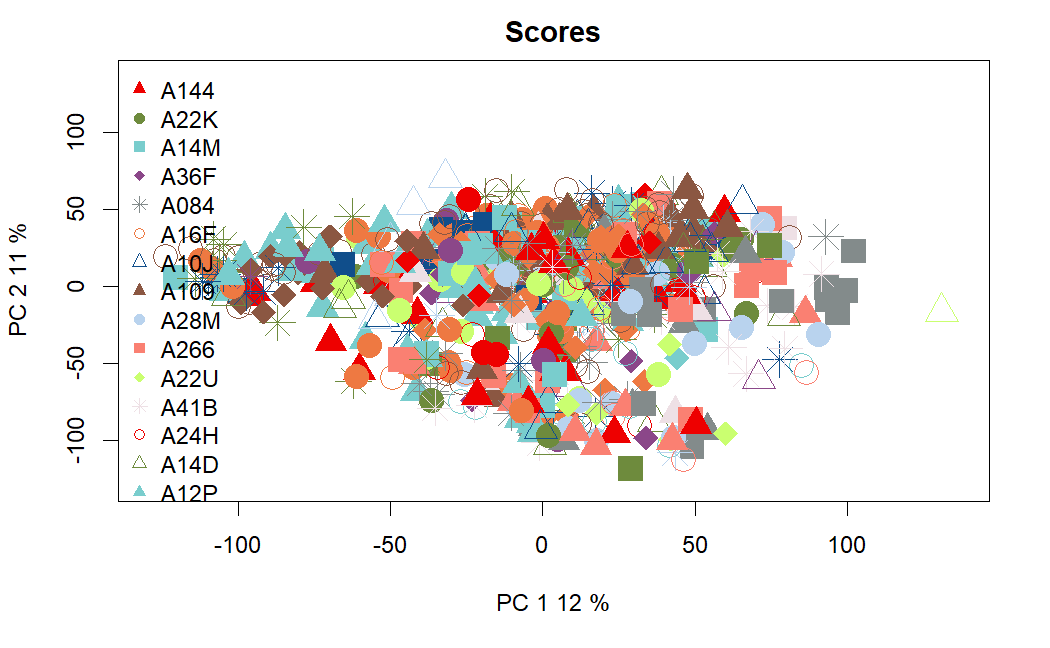 Scores
A144
A22K
A14M
A36F
A084
A16F
A10J
A109
A28M
A266
A22U
A41B
A24H
A14D
A12P
100
50
0
-50
-100
PC 2 11 %
-100 -50 0 50 100
PC 1 12 %